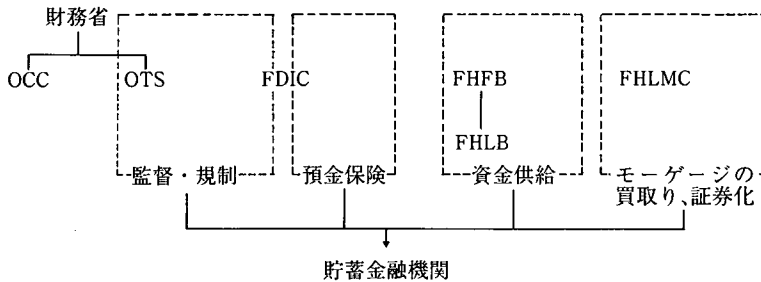 財務省
OCC OTS FDIC FHFB FHLMC
FHLB
監督・規制 預金保険 資金供給 モーゲージの
買取り、証券化
貯蓄金融機関